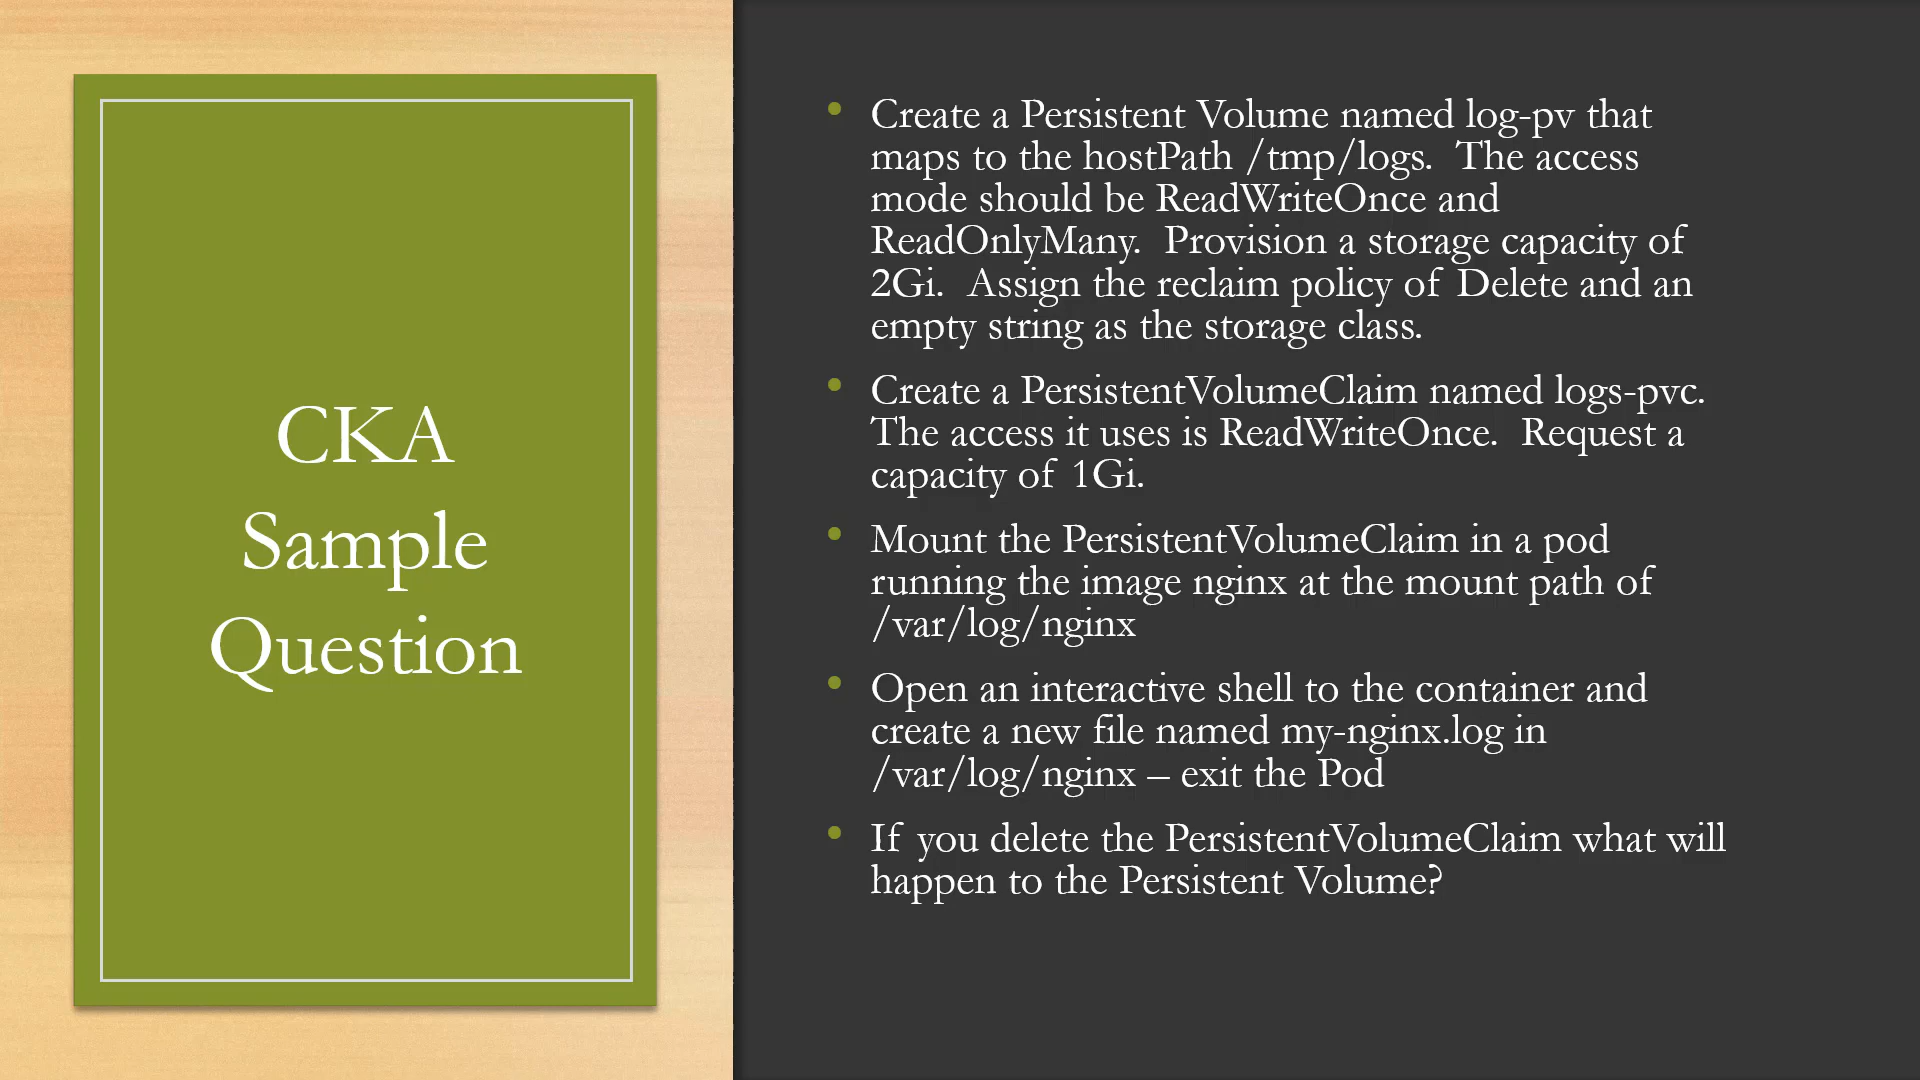 CKA
Sample
Question
• Create a Persistent Volume named log-pv that
maps to the hostPath /tmp/logs.  The access
mode should be ReadWriteOnce and
ReadOnlyMany.  Provision a storage capacity of
2Gi.  Assign the reclaim policy of Delete and an
empty string as the storage class.
• Create a PersistentVolumeClaim named logs-pvc.
The access it uses is ReadWriteOnce.  Request a
capacity of 1Gi.
• Mount the PersistentVolumeClaim in a pod
running the image nginx at the mount path of
/var/log/nginx
• Open an interactive shell to the container and
create a new file named my-nginx.log in
/var/log/nginx – exit the Pod
• If you delete the PersistentVolumeClaim what will
happen to the Persistent Volume?